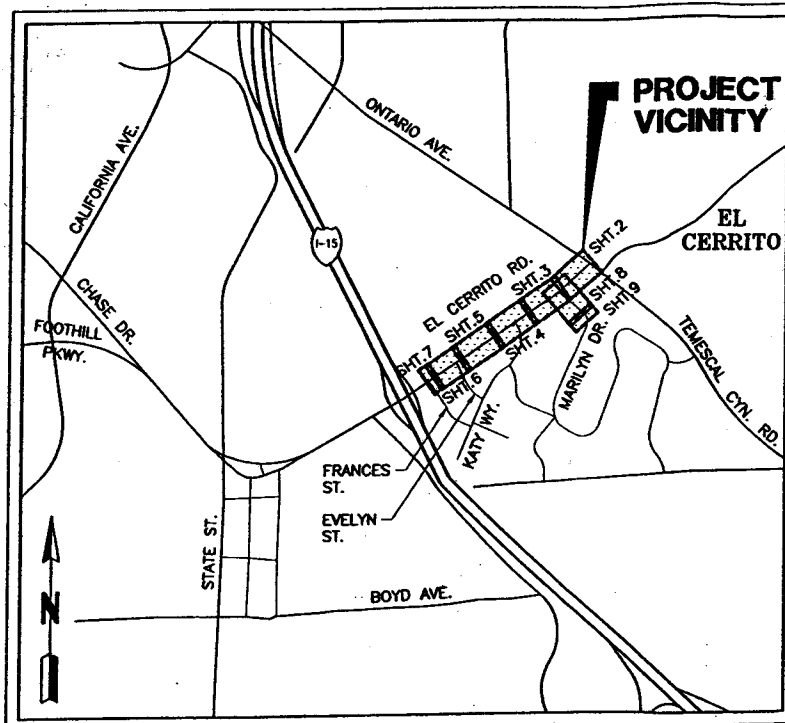 PROJECT
VICINITY
ONTARIO AVE.
CALIFORNIA AVE.
EL
CERRITO
I-15
SHT.2
EL CERRITO RD.
SHT.3
SHT.8
SHT.9
CHASE DR.
SHT.5
SHT.4
FOOTHILL
PKWY.
SHT.7
SHT.6
MARILYN DR.
TEMESCAL CYN. RD.
KATY WY.
FRANCES
ST.
EVELYN
ST.
STATE ST.
BOYD AVE.
N